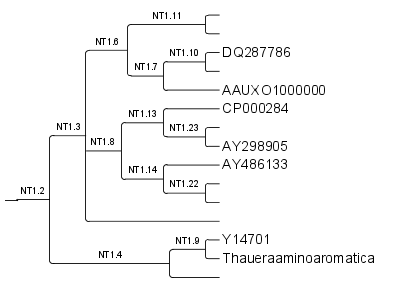 NT1.11
NT1.6
NT1.10 DQ287786
NT1.7
AAUXO1000000
NT1.13 CP000284
NT1.3
NT1.23
NT1.8
AY298905
NT1.14 AY486133
NT1.22
NT1.2
NT1.9 Y14701
NT1.4
Thaueraaminoaromatica